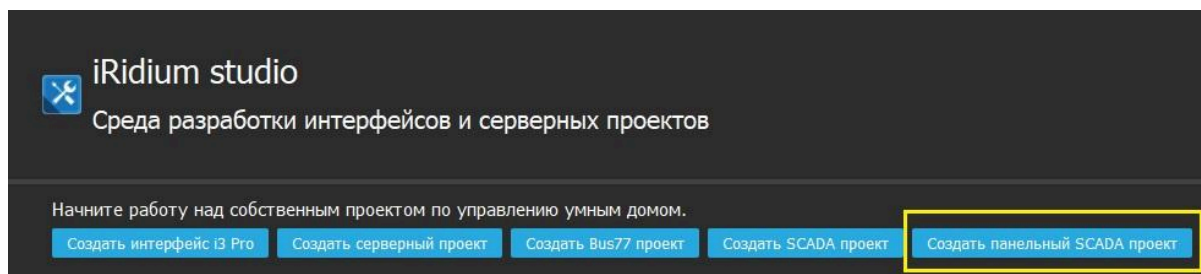 iRidium studio
Среда разработки интерфейсов и серверных проектов
Начните работу над собственным проектом по управлению умным домом.
Создать интерфейс i3 Pro Создать серверный проект Создать Bus77 проект Создать SCADA проект Создать панельный SCADA проект